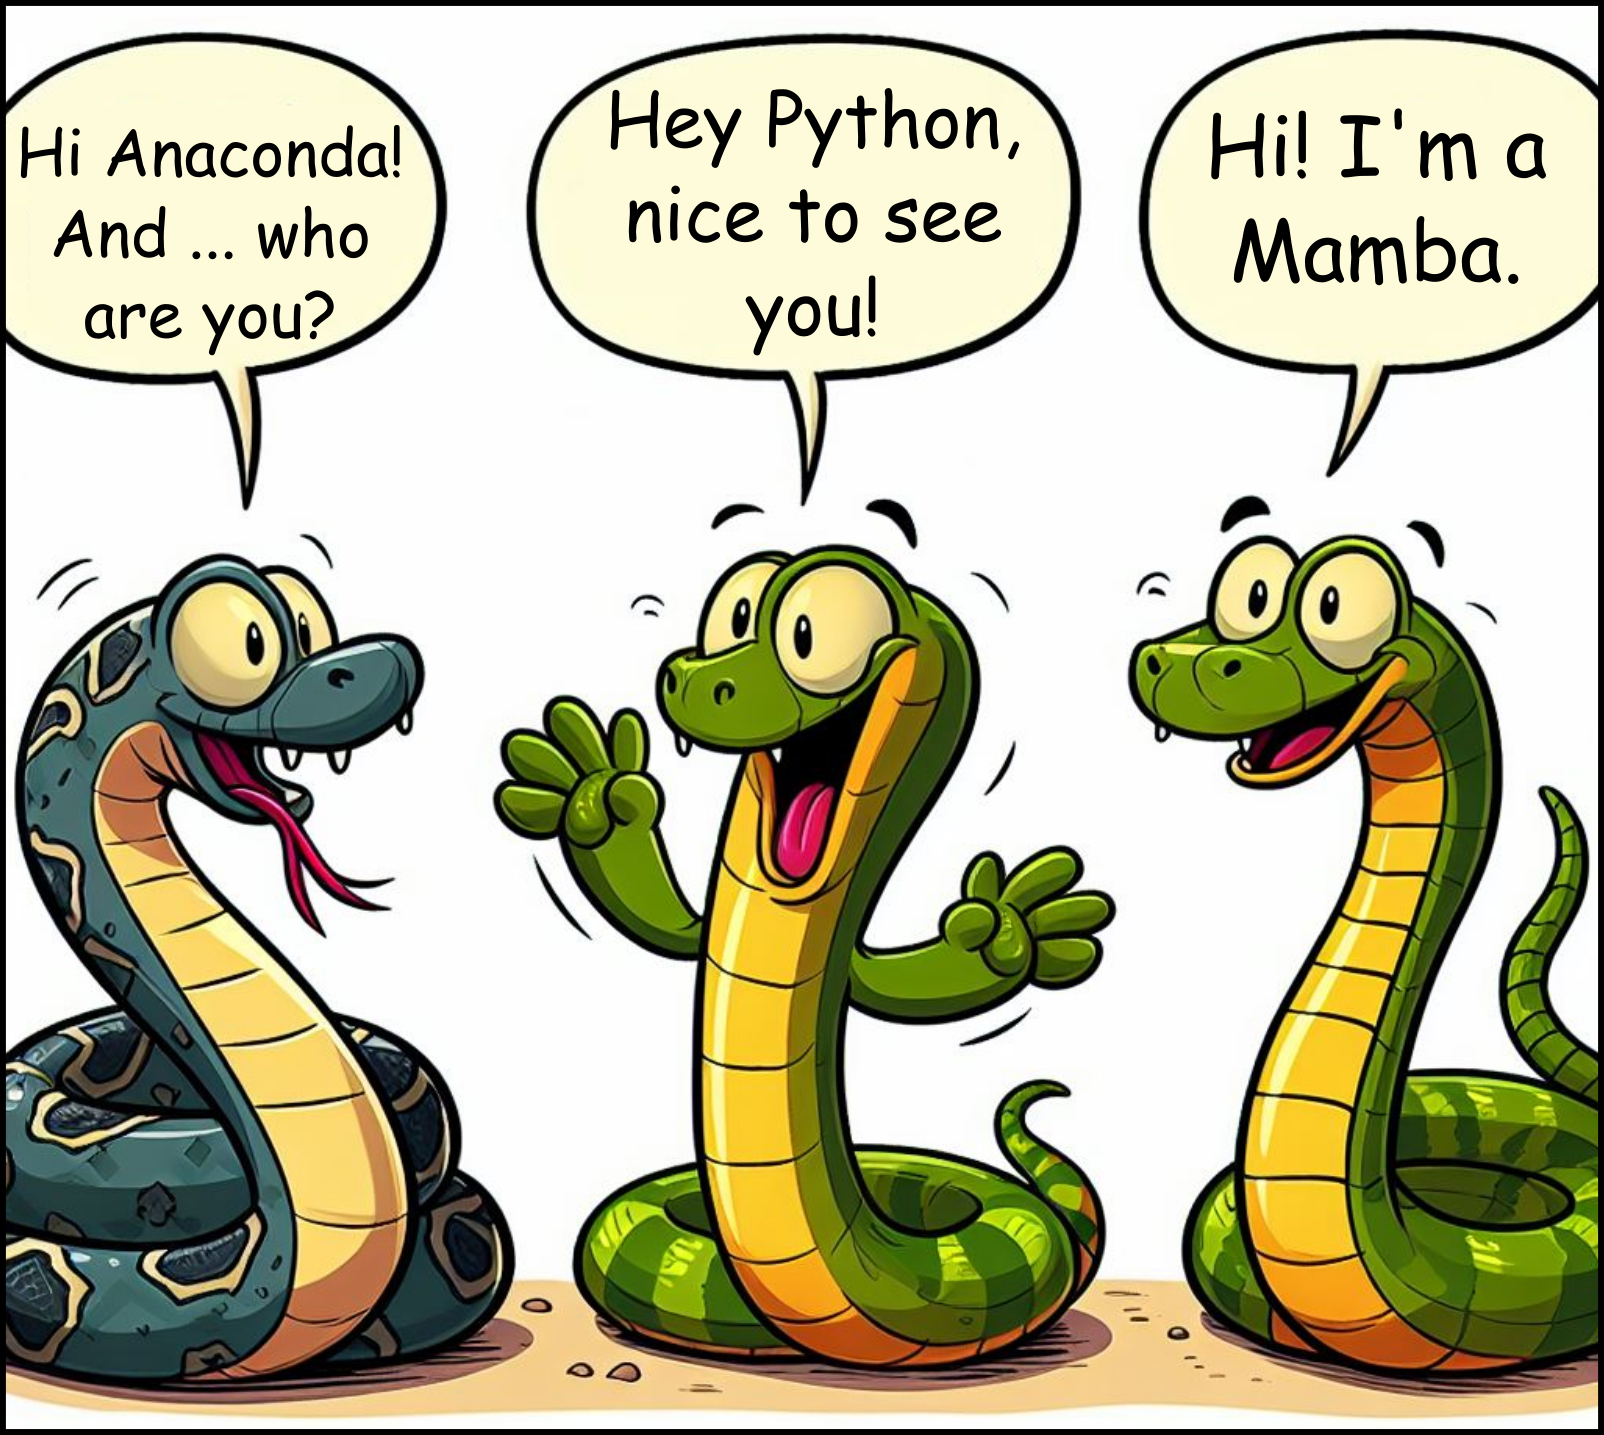 Hi Anaconda!
And ... who
are you?
Hey Python,
nice to see
you!
Hi! I'm a
Mamba.